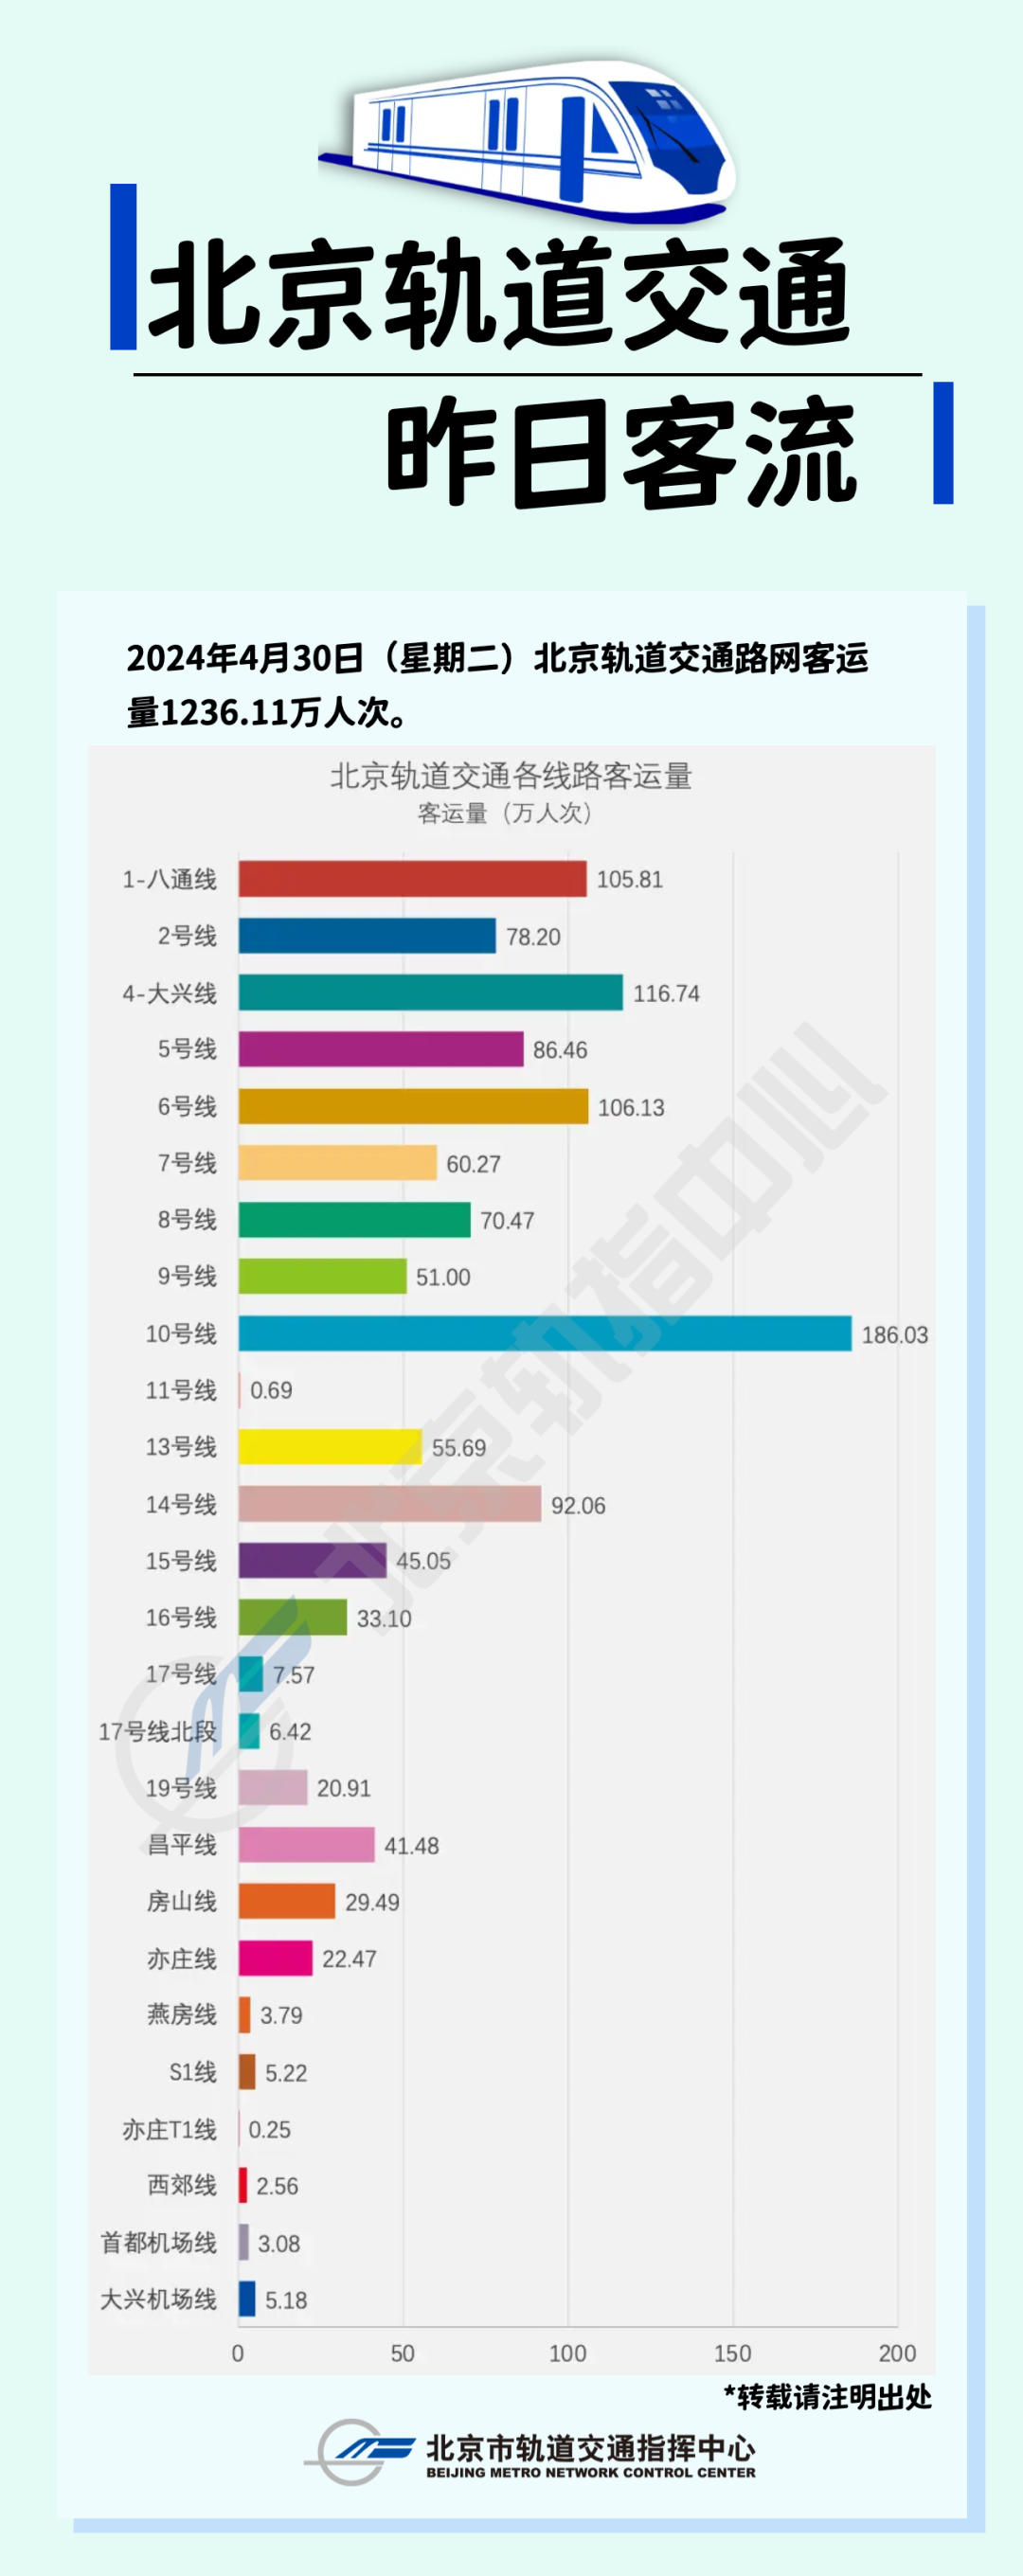 北京轨道交通
昨日客流
2024年4月30日（星期二）北京轨道交通路网客运
量1236.11万人次。
北京轨道交通各线路客运量
客运量（万人次）
1-八通线 105.81
2号线 78.20
4-大兴线 116.74
5号线 86.46
6号线 106.13
7号线 60.27
8号线 70.47
9号线 51.00
10号线 186.03
11号线 0.69
13号线 55.69
14号线 92.06
15号线 45.05
16号线 33.10
17号线 7.57
17号线北段 6.42
19号线 20.91
昌平线 41.48
房山线 29.49
亦庄线 22.47
燕房线 3.79
S1线 5.22
亦庄T1线 0.25
西郊线 2.56
首都机场线 3.08
大兴机场线 5.18
0 50 100 150 200
北京轨指中心
*转载请注明出处
北京市轨道交通指挥中心
BEIJING METRO NETWORK CONTROL CENTER